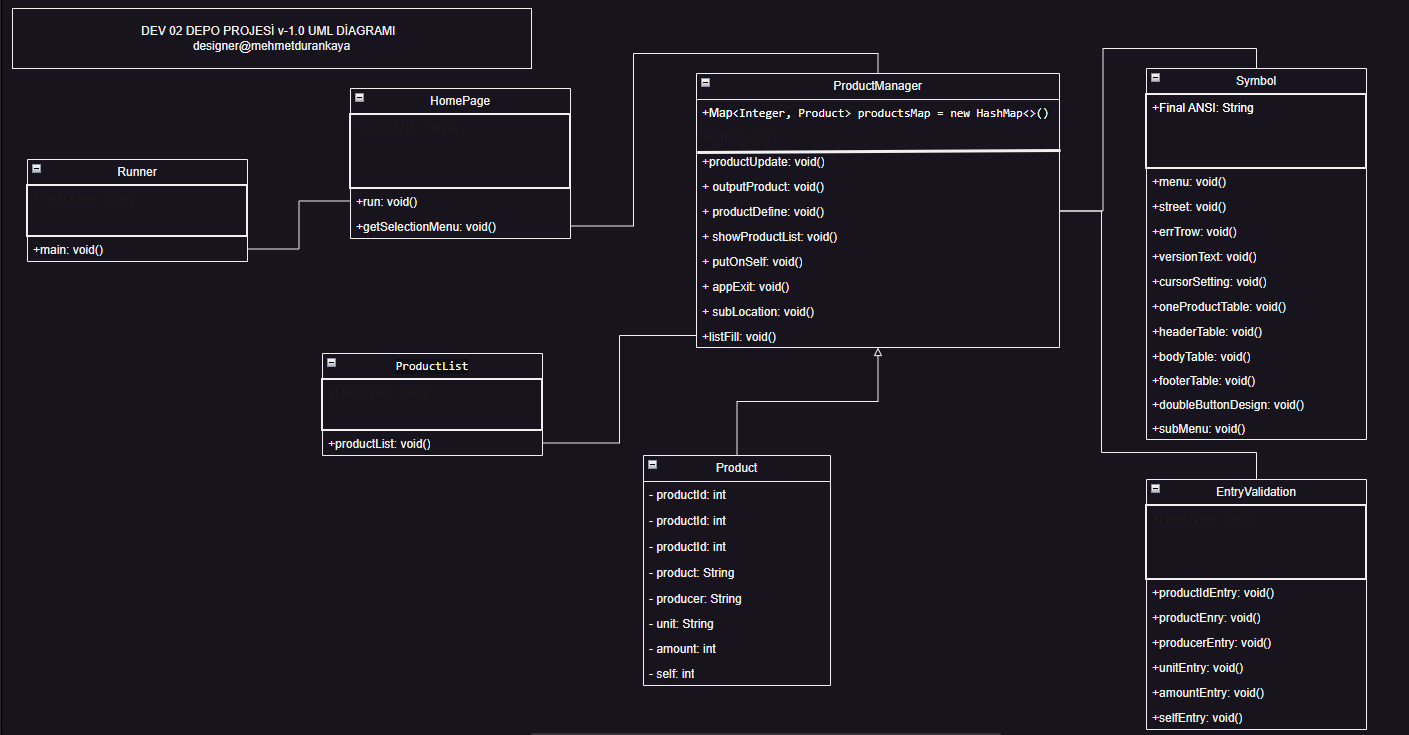 DEV 02 DEPO PROJESİ v-1.0 UML DİAGRAMI
designer@mehmetdurankaya
Runner
+main: void()
HomePage
+run: void()
+getSelectionMenu: void()
ProductManager
+Map<Integer, Product> productsMap = new HashMap<>()
+productUpdate: void()
+ outputProduct: void()
+ productDefine: void()
+ showProductList: void()
+ putOnSelf: void()
+ appExit: void()
+ subLocation: void()
+listFill: void()
Symbol
+Final ANSI: String
+menu: void()
+street: void()
+errTrow: void()
+versionText: void()
+cursorSetting: void()
+oneProductTable: void()
+headerTable: void()
+bodyTable: void()
+footerTable: void()
+doubleButtonDesign: void()
+subMenu: void()
ProductList
+productList: void()
Product
- productId: int
- productId: int
- productId: int
- product: String
- producer: String
- unit: String
- amount: int
- self: int
EntryValidation
+productIdEntry: void()
+productEnry: void()
+producerEntry: void()
+unitEntry: void()
+amountEntry: void()
+selfEntry: void()